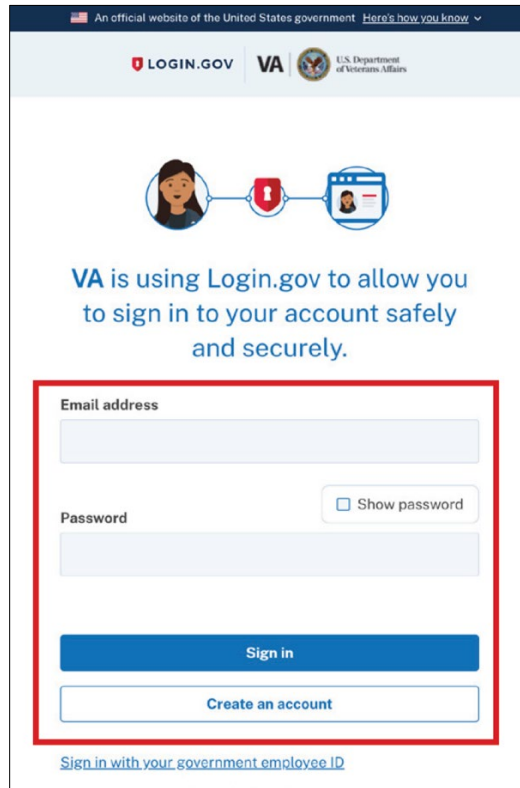 An official website of the United States government Here's how you know
LOGIN.GOV VA U.S. Department
of Veterans Affairs
VA is using Login.gov to allow you
to sign in to your account safely
and securely.
Email address
Show password
Password
Sign in
Create an account
Sign in with your government employee ID